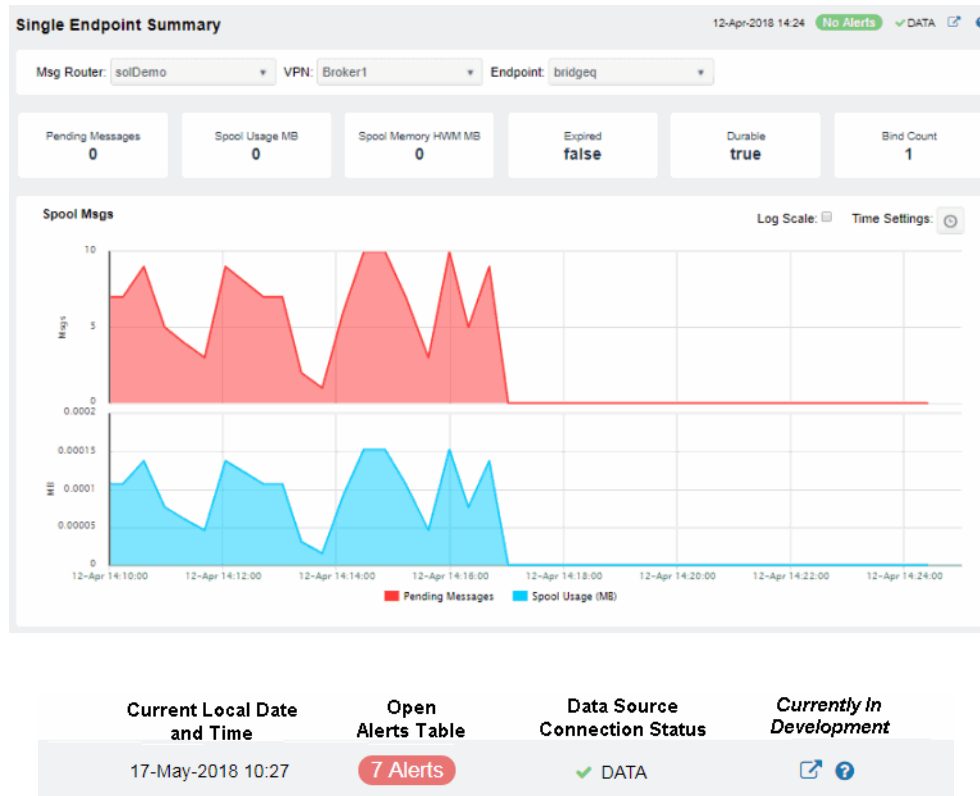 Single Endpoint Summary
12-Apr-2018 14:24 No Alerts DATA
Msg Router: solDemo VPN: Broker1 Endpoint: bridgeq
Pending Messages
0
Spool Usage MB
0
Spool Memory HWM MB
0
Expired
false
Durable
true
Bind Count
1
Spool Msgs
Log Scale: Time Settings:
10
5
0
Msgs
0.0002
0.00015
0.0001
0.00005
0
MB
12-Apr 14:10:00 12-Apr 14:12:00 12-Apr 14:14:00 12-Apr 14:16:00 12-Apr 14:18:00 12-Apr 14:20:00 12-Apr 14:22:00 12-Apr 14:24:00
Pending Messages Spool Usage (MB)
Current Local Date
and Time
Open
Alerts Table
Data Source
Connection Status
Currently in
Development
17-May-2018 10:27 7 Alerts DATA ?